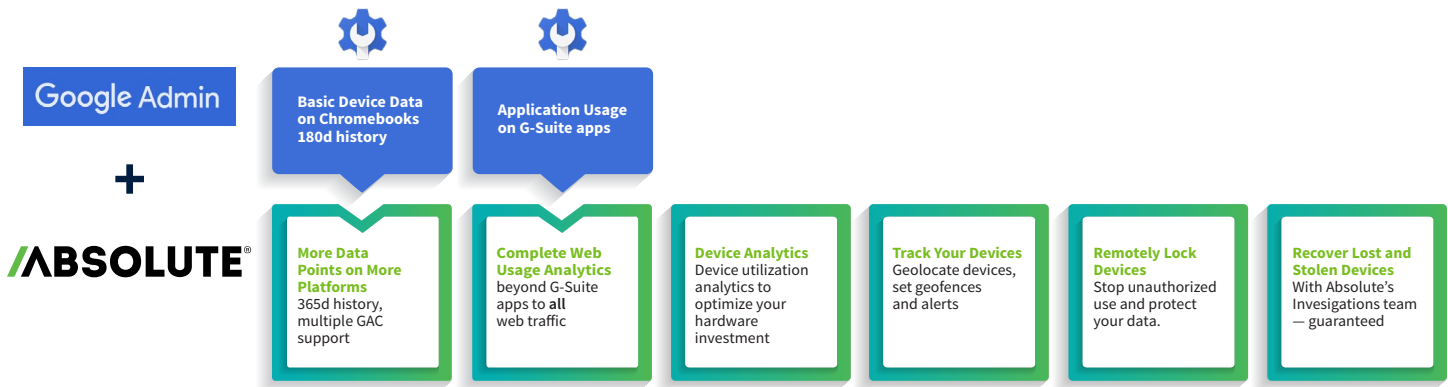 Google Admin
Basic Device Data
on Chromebooks
180d history
Application Usage
on G-Suite apps
+
ABSOLUTE®
More Data
Points on More
Platforms
365d history,
multiple GAC
support
Complete Web
Usage Analytics
beyond G-Suite
apps to all
web traffic
Device Analytics
Device utilization
analytics to
optimize your
hardware
investment
Track Your Devices
Geolocate devices,
set geofences
and alerts
Remotely Lock
Devices
Stop unauthorized
use and protect
your data.
Recover Lost and
Stolen Devices
With Absolute’s
Invesigations team
— guaranteed